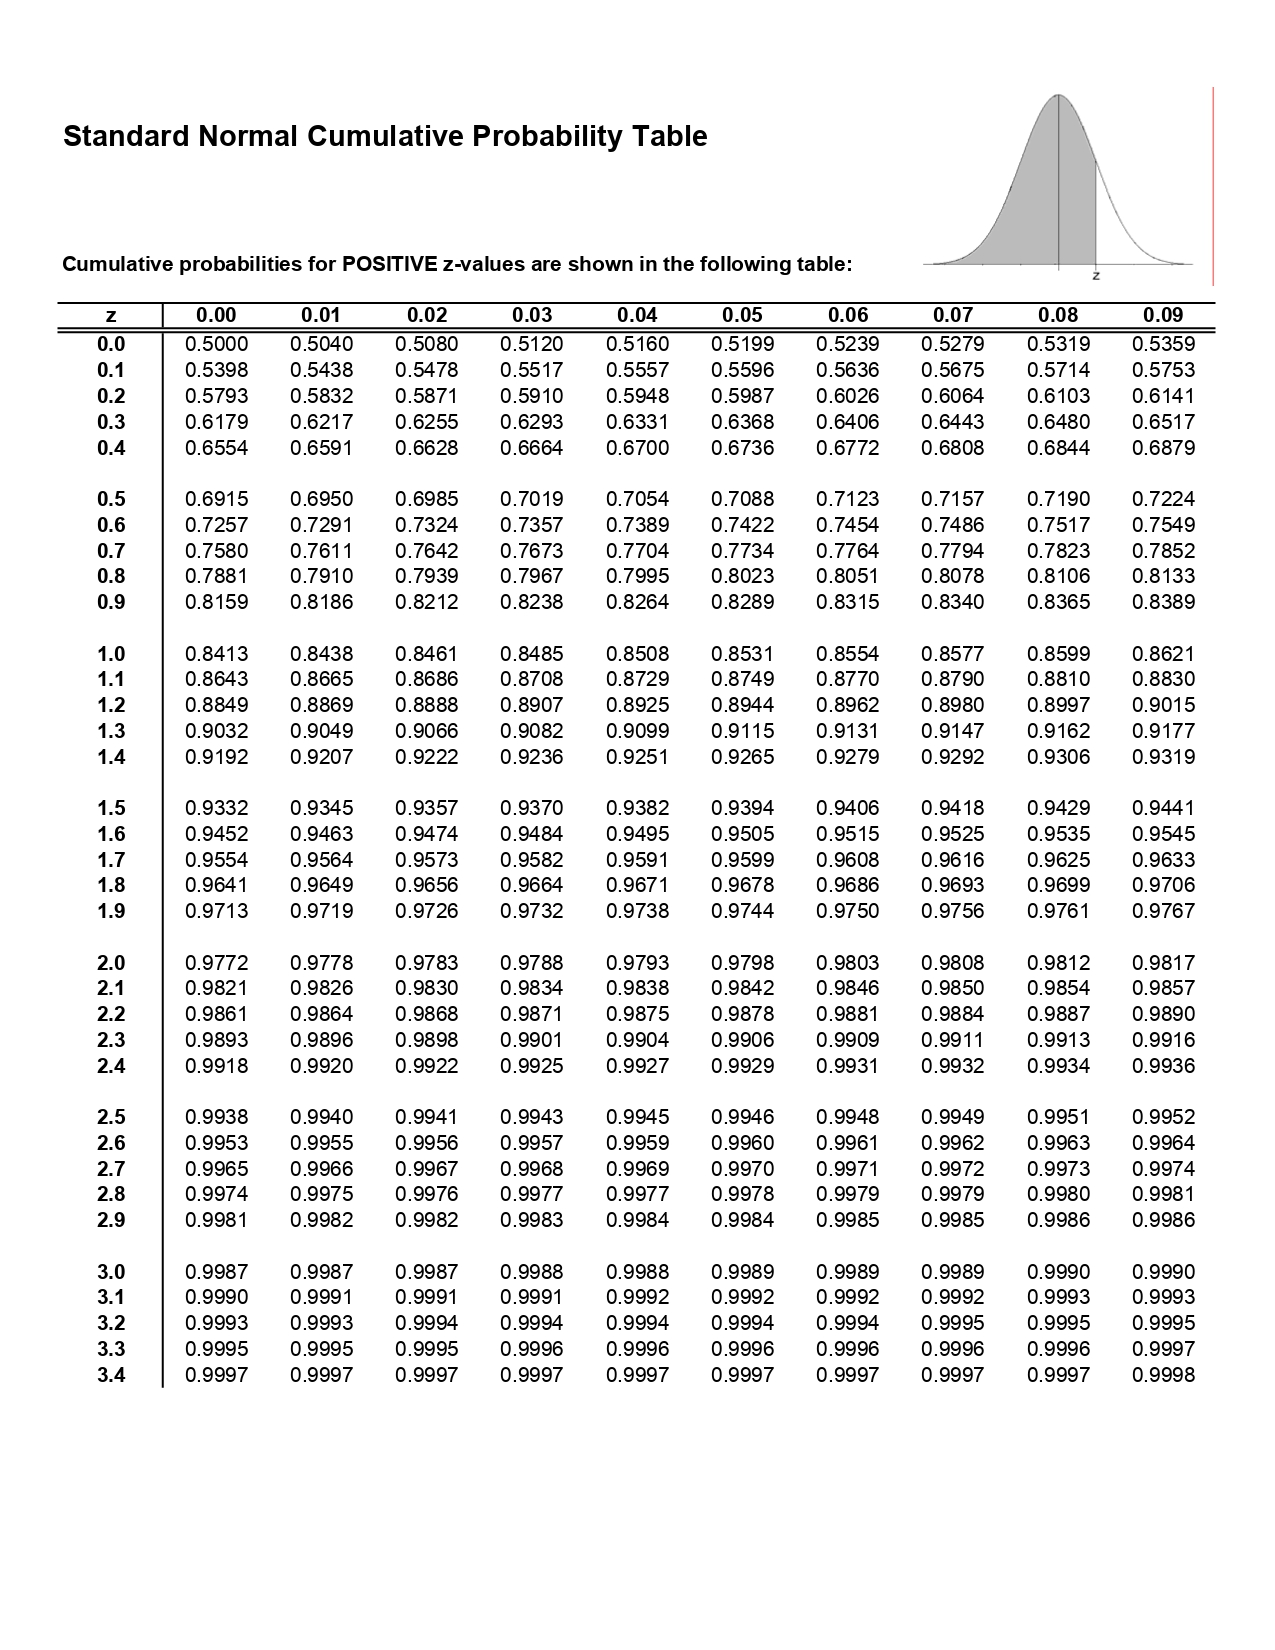 Standard Normal Cumulative Probability Table
Cumulative probabilities for POSITIVE z-values are shown in the following table:
z
z 0.00 0.01 0.02 0.03 0.04 0.05 0.06 0.07 0.08 0.09
0.0 0.5000 0.5040 0.5080 0.5120 0.5160 0.5199 0.5239 0.5279 0.5319 0.5359
0.1 0.5398 0.5438 0.5478 0.5517 0.5557 0.5596 0.5636 0.5675 0.5714 0.5753
0.2 0.5793 0.5832 0.5871 0.5910 0.5948 0.5987 0.6026 0.6064 0.6103 0.6141
0.3 0.6179 0.6217 0.6255 0.6293 0.6331 0.6368 0.6406 0.6443 0.6480 0.6517
0.4 0.6554 0.6591 0.6628 0.6664 0.6700 0.6736 0.6772 0.6808 0.6844 0.6879
0.5 0.6915 0.6950 0.6985 0.7019 0.7054 0.7088 0.7123 0.7157 0.7190 0.7224
0.6 0.7257 0.7291 0.7324 0.7357 0.7389 0.7422 0.7454 0.7486 0.7517 0.7549
0.7 0.7580 0.7611 0.7642 0.7673 0.7704 0.7734 0.7764 0.7794 0.7823 0.7852
0.8 0.7881 0.7910 0.7939 0.7967 0.7995 0.8023 0.8051 0.8078 0.8106 0.8133
0.9 0.8159 0.8186 0.8212 0.8238 0.8264 0.8289 0.8315 0.8340 0.8365 0.8389
1.0 0.8413 0.8438 0.8461 0.8485 0.8508 0.8531 0.8554 0.8577 0.8599 0.8621
1.1 0.8643 0.8665 0.8686 0.8708 0.8729 0.8749 0.8770 0.8790 0.8810 0.8830
1.2 0.8849 0.8869 0.8888 0.8907 0.8925 0.8944 0.8962 0.8980 0.8997 0.9015
1.3 0.9032 0.9049 0.9066 0.9082 0.9099 0.9115 0.9131 0.9147 0.9162 0.9177
1.4 0.9192 0.9207 0.9222 0.9236 0.9251 0.9265 0.9279 0.9292 0.9306 0.9319
1.5 0.9332 0.9345 0.9357 0.9370 0.9382 0.9394 0.9406 0.9418 0.9429 0.9441
1.6 0.9452 0.9463 0.9474 0.9484 0.9495 0.9505 0.9515 0.9525 0.9535 0.9545
1.7 0.9554 0.9564 0.9573 0.9582 0.9591 0.9599 0.9608 0.9616 0.9625 0.9633
1.8 0.9641 0.9649 0.9656 0.9664 0.9671 0.9678 0.9686 0.9693 0.9699 0.9706
1.9 0.9713 0.9719 0.9726 0.9732 0.9738 0.9744 0.9750 0.9756 0.9761 0.9767
2.0 0.9772 0.9778 0.9783 0.9788 0.9793 0.9798 0.9803 0.9808 0.9812 0.9817
2.1 0.9821 0.9826 0.9830 0.9834 0.9838 0.9842 0.9846 0.9850 0.9854 0.9857
2.2 0.9861 0.9864 0.9868 0.9871 0.9875 0.9878 0.9881 0.9884 0.9887 0.9890
2.3 0.9893 0.9896 0.9898 0.9901 0.9904 0.9906 0.9909 0.9911 0.9913 0.9916
2.4 0.9918 0.9920 0.9922 0.9925 0.9927 0.9929 0.9931 0.9932 0.9934 0.9936
2.5 0.9938 0.9940 0.9941 0.9943 0.9945 0.9946 0.9948 0.9949 0.9951 0.9952
2.6 0.9953 0.9955 0.9956 0.9957 0.9959 0.9960 0.9961 0.9962 0.9963 0.9964
2.7 0.9965 0.9966 0.9967 0.9968 0.9969 0.9970 0.9971 0.9972 0.9973 0.9974
2.8 0.9974 0.9975 0.9976 0.9977 0.9977 0.9978 0.9979 0.9979 0.9980 0.9981
2.9 0.9981 0.9982 0.9982 0.9983 0.9984 0.9984 0.9985 0.9985 0.9986 0.9986
3.0 0.9987 0.9987 0.9987 0.9988 0.9988 0.9989 0.9989 0.9989 0.9990 0.9990
3.1 0.9990 0.9991 0.9991 0.9991 0.9992 0.9992 0.9992 0.9992 0.9993 0.9993
3.2 0.9993 0.9993 0.9994 0.9994 0.9994 0.9994 0.9994 0.9995 0.9995 0.9995
3.3 0.9995 0.9995 0.9995 0.9996 0.9996 0.9996 0.9996 0.9996 0.9996 0.9997
3.4 0.9997 0.9997 0.9997 0.9997 0.9997 0.9997 0.9997 0.9997 0.9997 0.9998